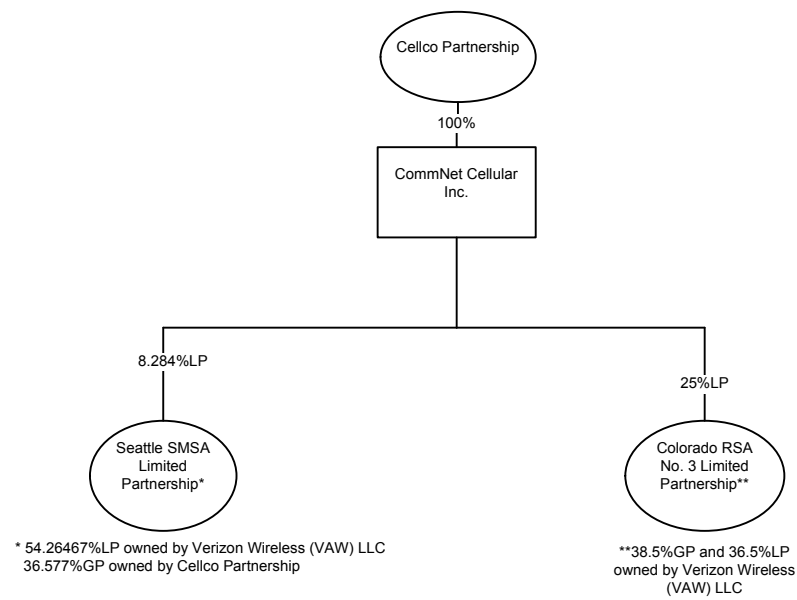 Cellco Partnership
100%
CommNet Cellular
Inc.
8.284%LP
25%LP
Seattle SMSA
Limited
Partnership*
Colorado RSA
No. 3 Limited
Partnership**
* 54.26467%LP owned by Verizon Wireless (VAW) LLC
36.577%GP owned by Cellco Partnership
**38.5%GP and 36.5%LP
owned by Verizon Wireless
(VAW) LLC